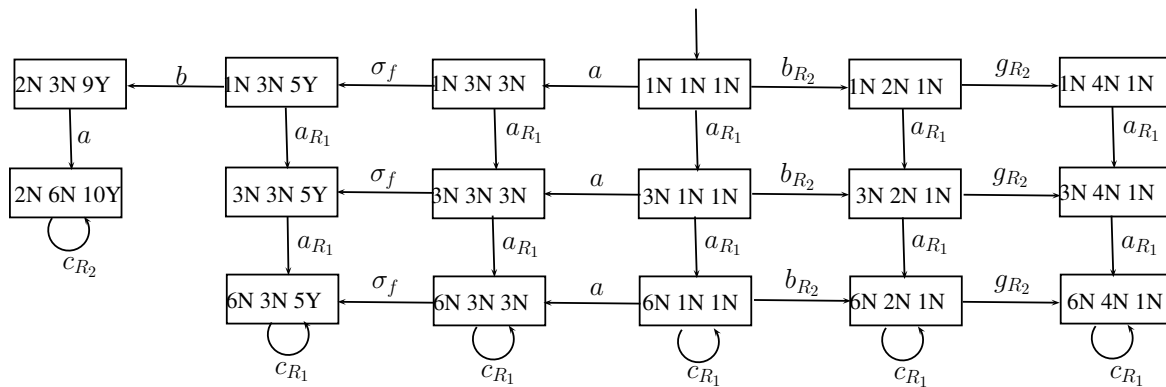 b σ_f a b_{R_2} g_{R_2}
2N 3N 9Y 1N 3N 5Y 1N 3N 3N 1N 1N 1N 1N 2N 1N 1N 4N 1N
a a_{R_1} a_{R_1} a_{R_1} a_{R_1} a_{R_1}
σ_f a b_{R_2} g_{R_2}
2N 6N 10Y 3N 3N 5Y 3N 3N 3N 3N 1N 1N 3N 2N 1N 3N 4N 1N
c_{R_2} a_{R_1} a_{R_1} a_{R_1} a_{R_1} a_{R_1}
σ_f a b_{R_2} g_{R_2}
6N 3N 5Y 6N 3N 3N 6N 1N 1N 6N 2N 1N 6N 4N 1N
c_{R_1} c_{R_1} c_{R_1} c_{R_1} c_{R_1}